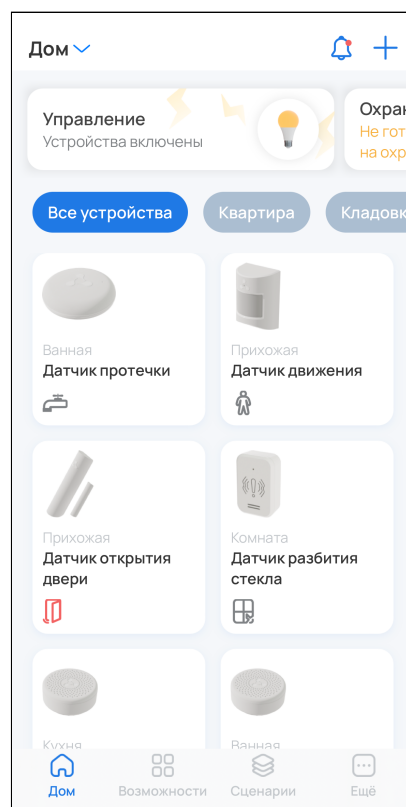 Дом
Управление
Устройства включены
Охран
Не гот
на охр
Все устройства
Квартира
Кладовк
Ванная
Датчик протечки
Прихожая
Датчик движения
Прихожая
Датчик открытия
двери
Комната
Датчик разбития
стекла
Кухня
Ванная
Дом
Возможности
Сценарии
Ещё